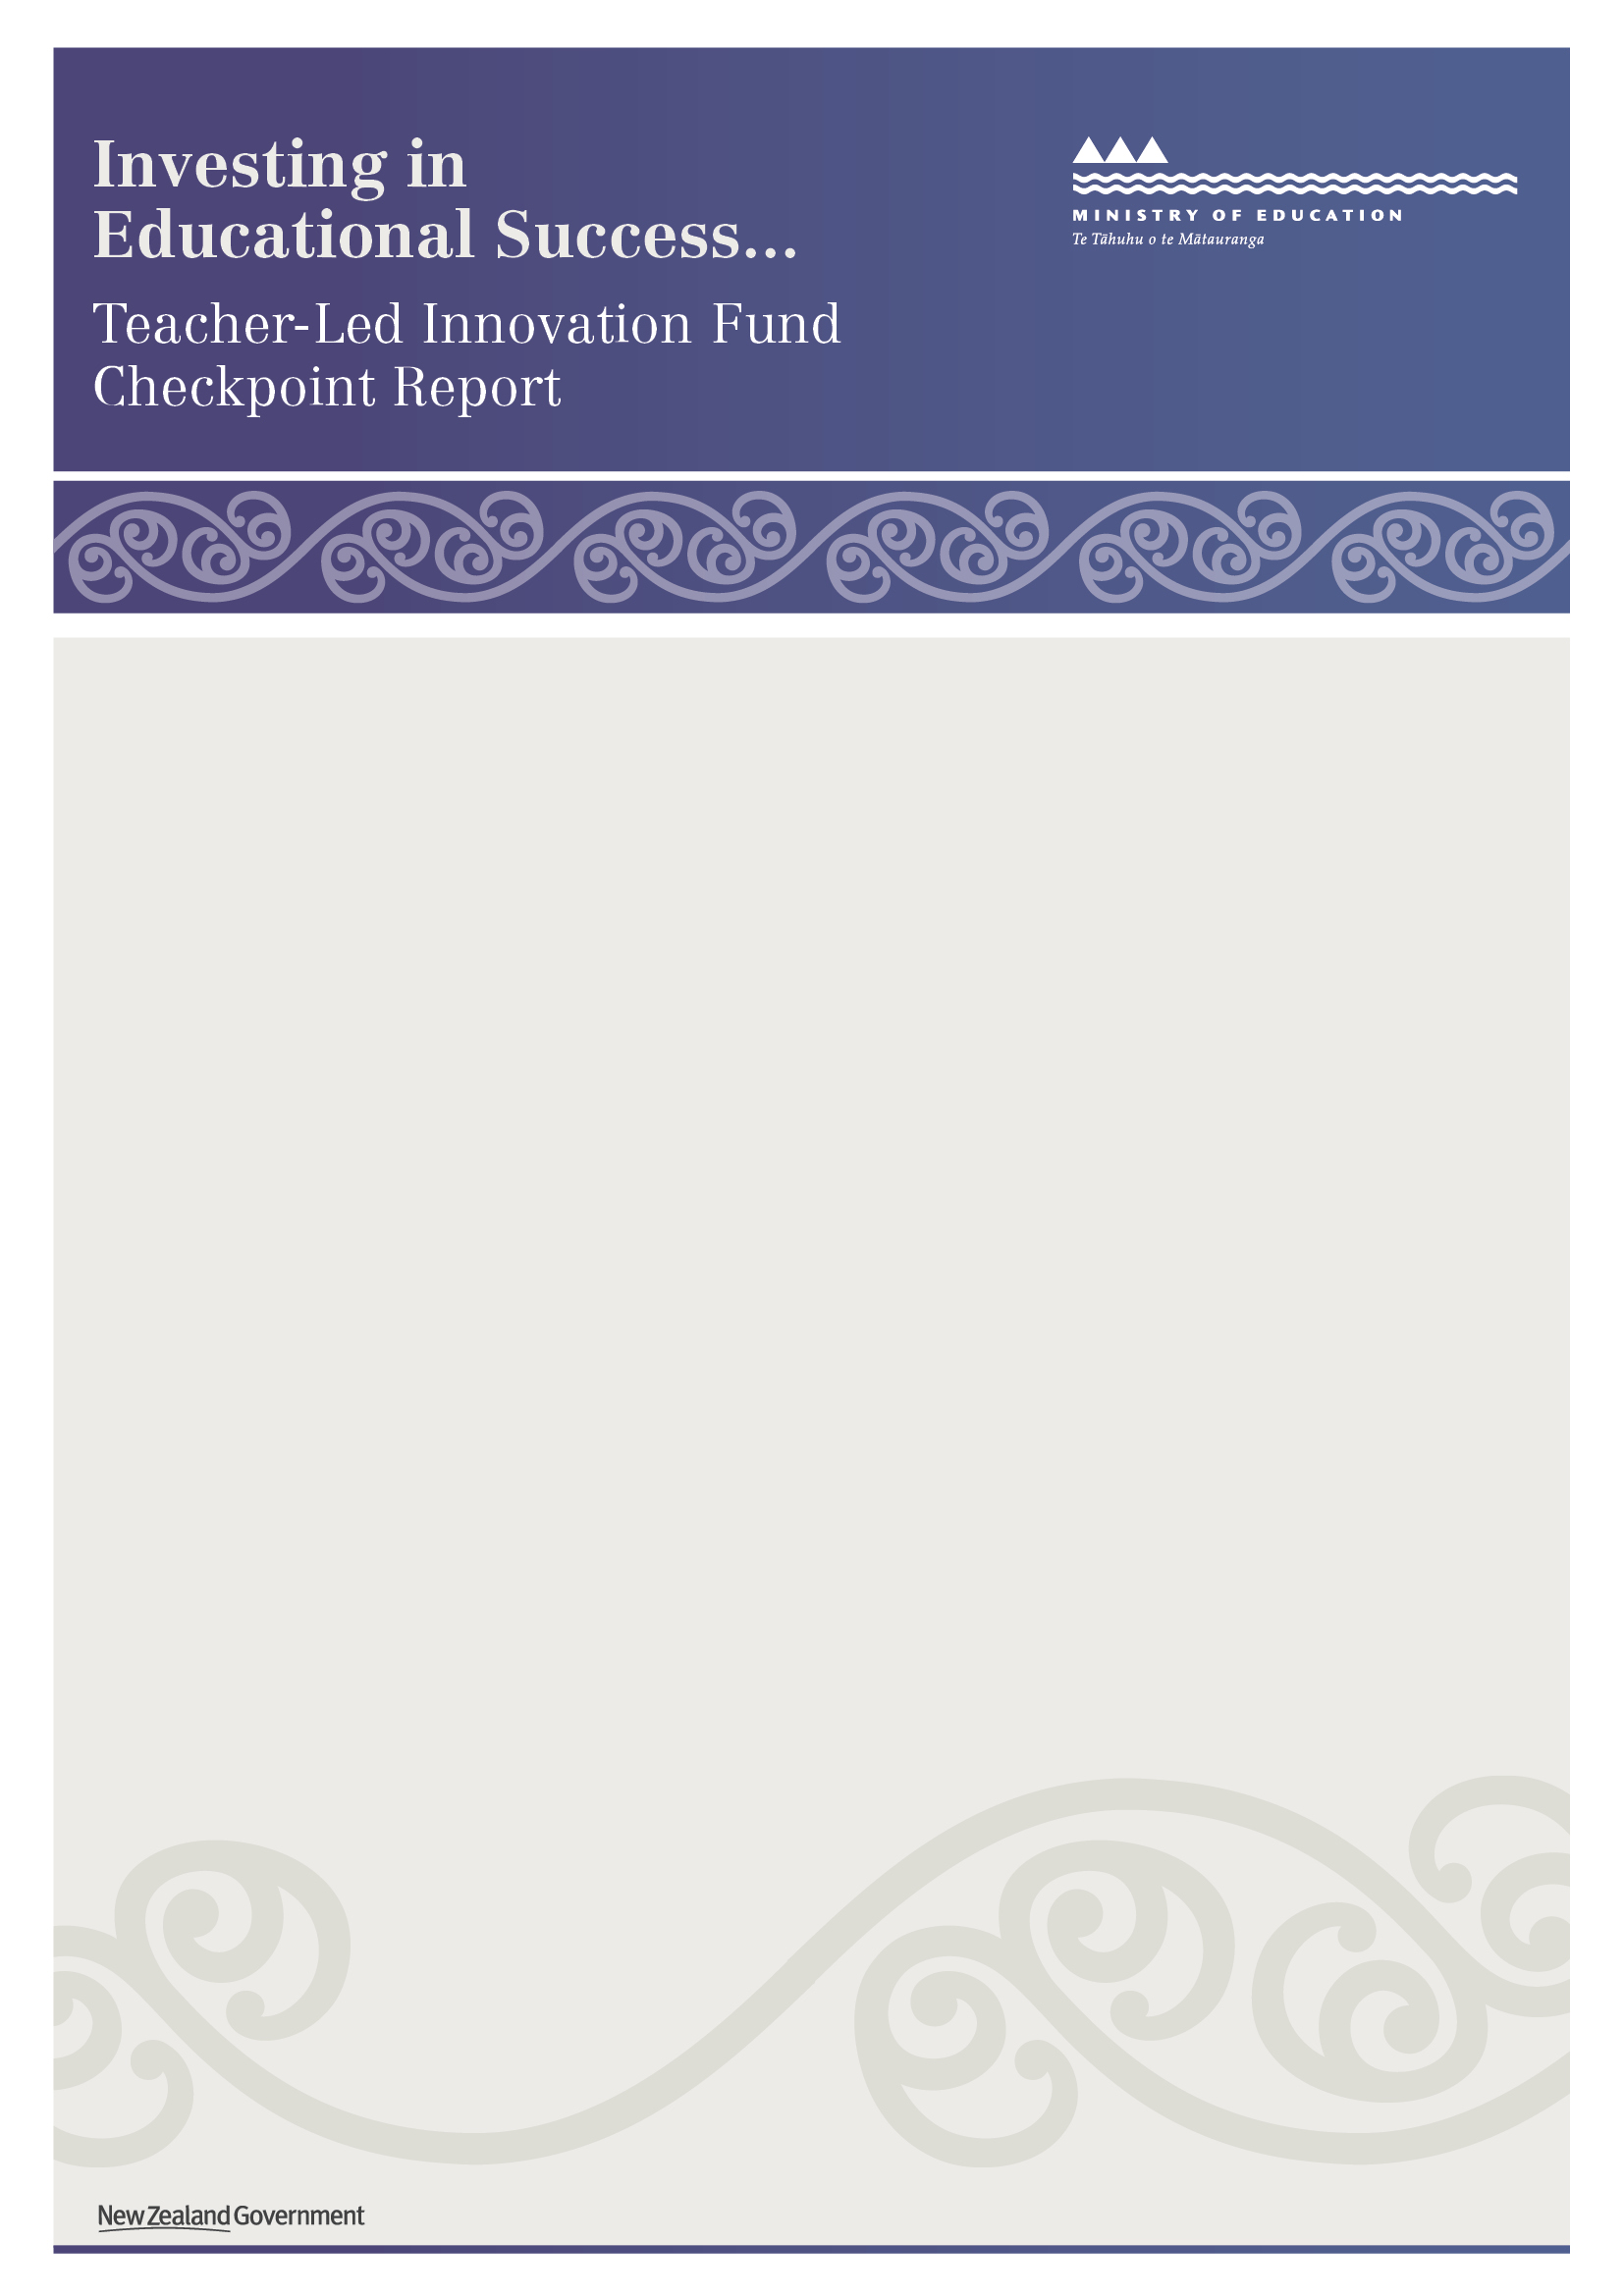 Investing in
Educational Success...
Teacher-Led Innovation Fund
Checkpoint Report
MINISTRY OF EDUCATION
Te Tāhuhu o te Mātauranga
New Zealand Government